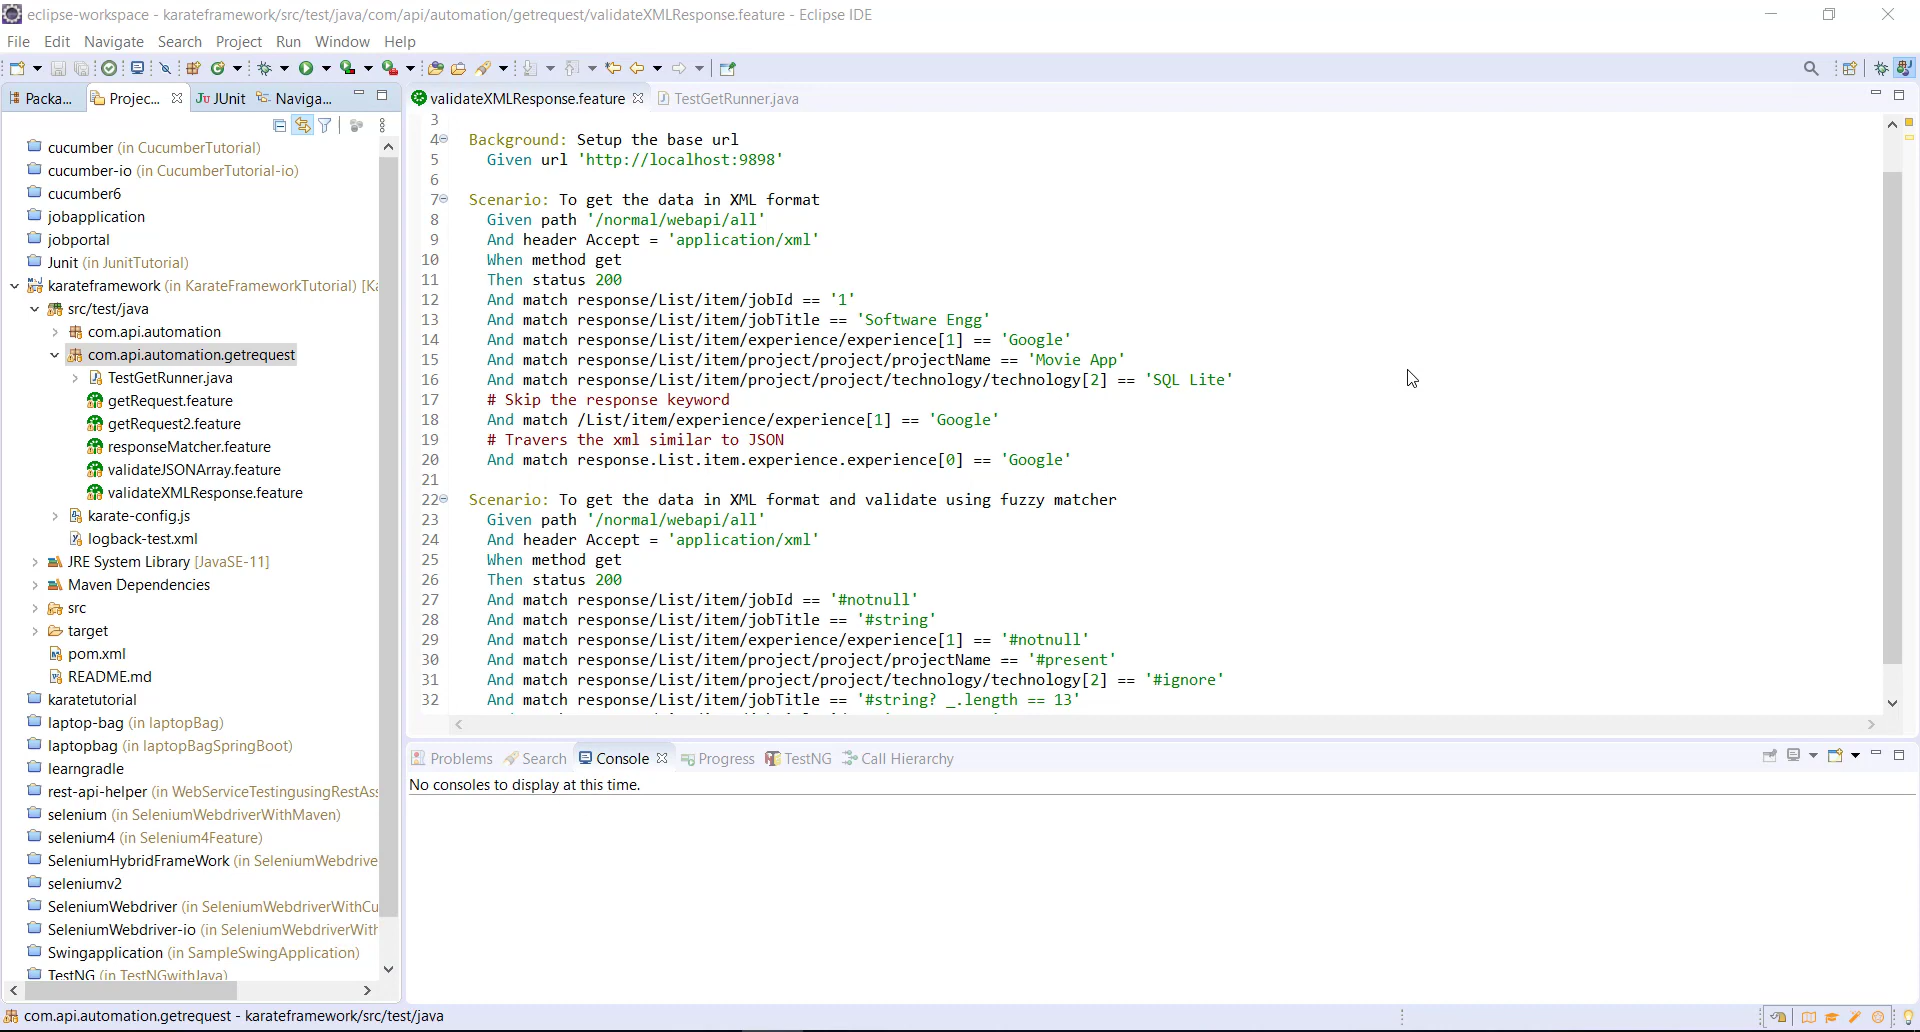 eclipse-workspace - karateframework/src/test/java/com/api/automation/getrequest/validateXMLResponse.feature - Eclipse IDE
File Edit Navigate Search Project Run Window Help
Packa... Projec... JUnit Naviga...
validateXMLResponse.feature TestGetRunner.java
cucumber (in CucumberTutorial)
cucumber-io (in CucumberTutorial-io)
cucumber6
jobapplication
jobportal
Junit (in JunitTutorial)
karateframework (in KarateFrameworkTutorial) [Ka
src/test/java
com.api.automation
com.api.automation.getrequest
TestGetRunner.java
getRequest.feature
getRequest2.feature
responseMatcher.feature
validateJSONArray.feature
validateXMLResponse.feature
karate-config.js
logback-test.xml
JRE System Library [JavaSE-11]
Maven Dependencies
src
target
pom.xml
README.md
karatetutorial
laptop-bag (in laptopBag)
laptopbag (in laptopBagSpringBoot)
learngradle
rest-api-helper (in WebServiceTestingusingRestAss
selenium (in SeleniumWebdriverWithMaven)
selenium4 (in Selenium4Feature)
SeleniumHybridFrameWork (in SeleniumWebdrive
seleniumv2
SeleniumWebdriver (in SeleniumWebdriverWithCu
SeleniumWebdriver-io (in SeleniumWebdriverWith
Swingapplication (in SampleSwingApplication)
TestNG (in TestNGwithJava)
3
4 Background: Setup the base url
5 Given url 'http://localhost:9898'
6
7 Scenario: To get the data in XML format
8 Given path '/normal/webapi/all'
9 And header Accept = 'application/xml'
10 When method get
11 Then status 200
12 And match response/List/item/jobId == '1'
13 And match response/List/item/jobTitle == 'Software Engg'
14 And match response/List/item/experience/experience[1] == 'Google'
15 And match response/List/item/project/project/projectName == 'Movie App'
16 And match response/List/item/project/project/technology/technology[2] == 'SQL Lite'
17 # Skip the response keyword
18 And match /List/item/experience/experience[1] == 'Google'
19 # Travers the xml similar to JSON
20 And match response.List.item.experience.experience[0] == 'Google'
21
22 Scenario: To get the data in XML format and validate using fuzzy matcher
23 Given path '/normal/webapi/all'
24 And header Accept = 'application/xml'
25 When method get
26 Then status 200
27 And match response/List/item/jobId == '#notnull'
28 And match response/List/item/jobTitle == '#string'
29 And match response/List/item/experience/experience[1] == '#notnull'
30 And match response/List/item/project/project/projectName == '#present'
31 And match response/List/item/project/project/technology/technology[2] == '#ignore'
32 And match response/List/item/jobTitle == '#string? _.length == 13'
Problems Search Console Progress TestNG Call Hierarchy
No consoles to display at this time.
com.api.automation.getrequest - karateframework/src/test/java